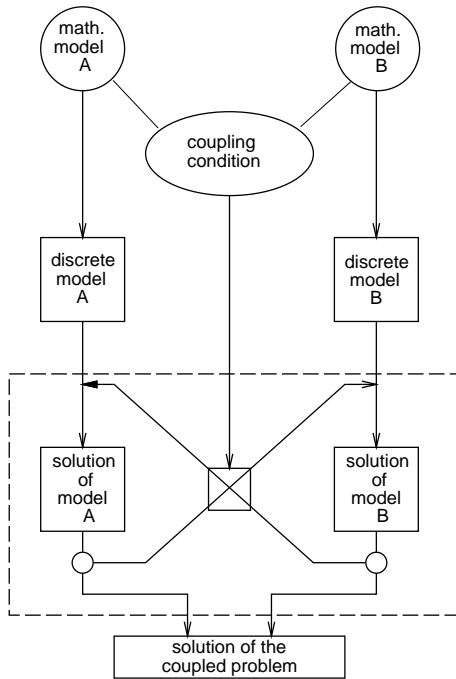 math.
model
A
math.
model
B
coupling
condition
discrete
model
A
discrete
model
B
solution
of
model
A
solution
of
model
B
solution of the
coupled problem